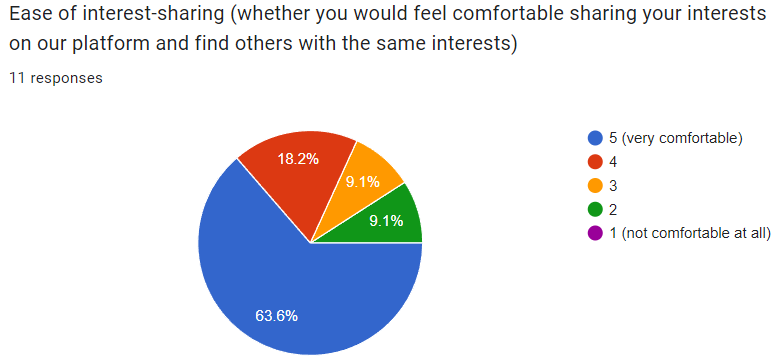 Ease of interest-sharing (whether you would feel comfortable sharing your interests
on our platform and find others with the same interests)
11 responses
5 (very comfortable)
4
3
2
1 (not comfortable at all)
18.2%
9.1%
9.1%
63.6%